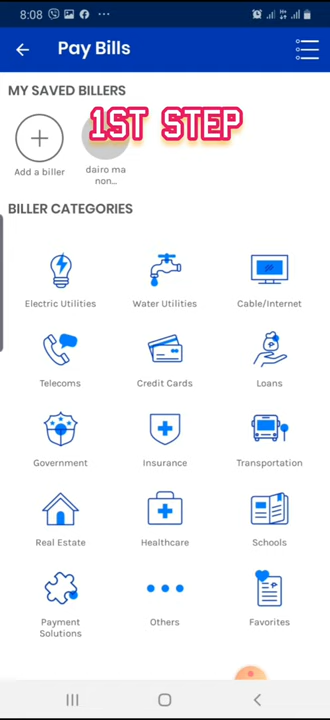 8:08
Pay Bills
MY SAVED BILLERS
1ST STEP
Add a biller
dairo ma
non...
BILLER CATEGORIES
Electric Utilities
Water Utilities
Cable/Internet
Telecoms
Credit Cards
Loans
Government
Insurance
Transportation
Real Estate
Healthcare
Schools
Payment
Solutions
Others
Favorites